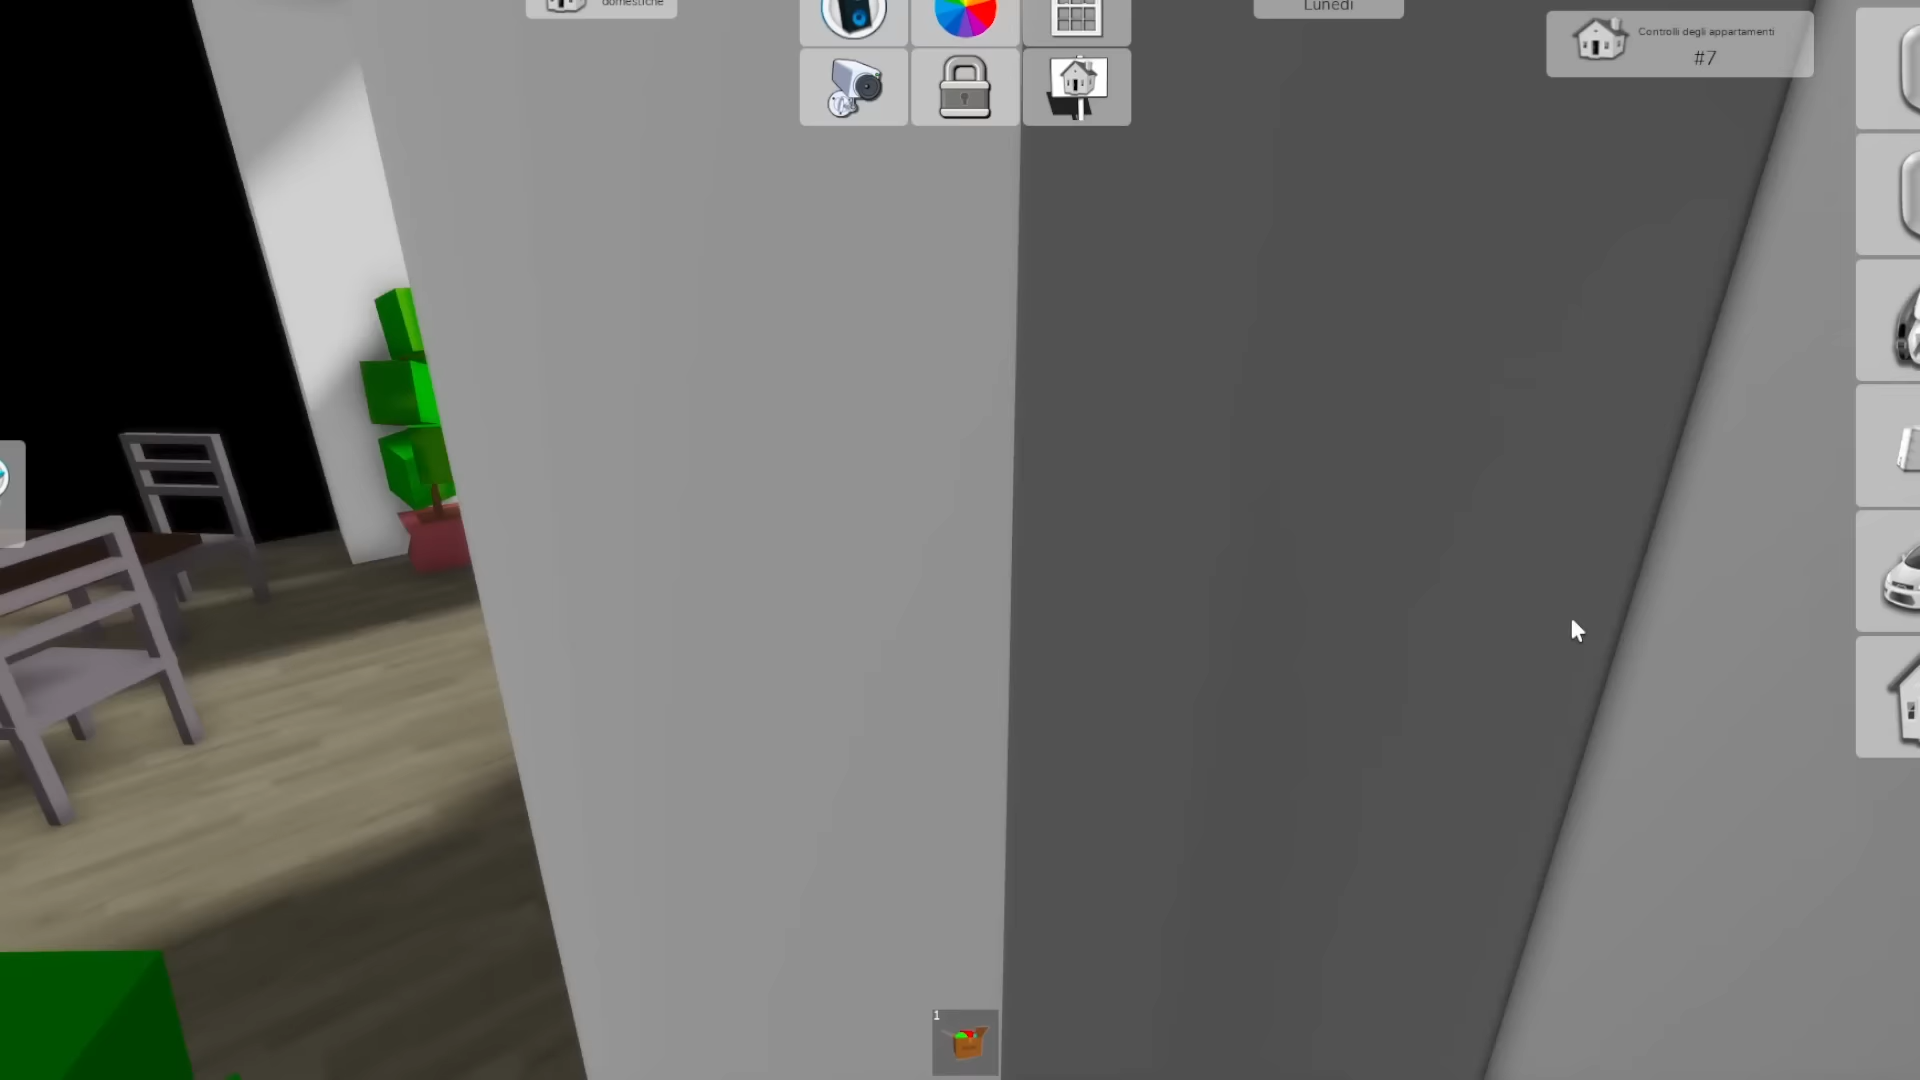 domestiche
Lunedì
Controlli degli appartamenti
#7
1